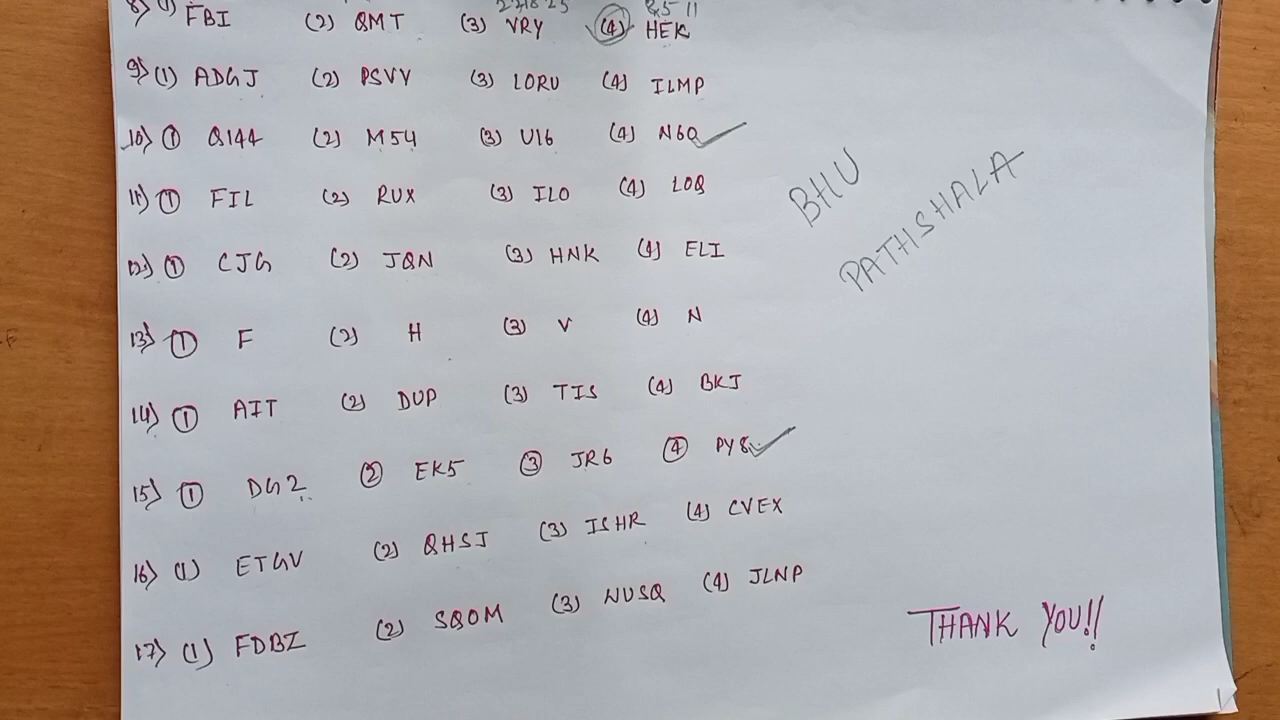 8) (1) FBI (2) QMT (3) VRY (4) HEK
9) (1) ADGJ (2) PSVY (3) LORU (4) ILMP
10) (1) Q144 (2) M54 (3) U16 (4) N60
11) (1) FIL (2) RUX (3) ILO (4) LOQ
12) (1) CJG (2) JQN (3) HNK (4) ELI
13) (1) F (2) H (3) V (4) N
14) (1) AIT (2) DUP (3) TIS (4) BKJ
15) (1) DG2 (2) EK5 (3) JR6 (4) PY8
16) (1) ETGV (2) QHSJ (3) ISHR (4) CVEX
17) (1) FDBZ (2) SQOM (3) NUSQ (4) JLNP
BHU
PATHSHALA
THANK YOU!!